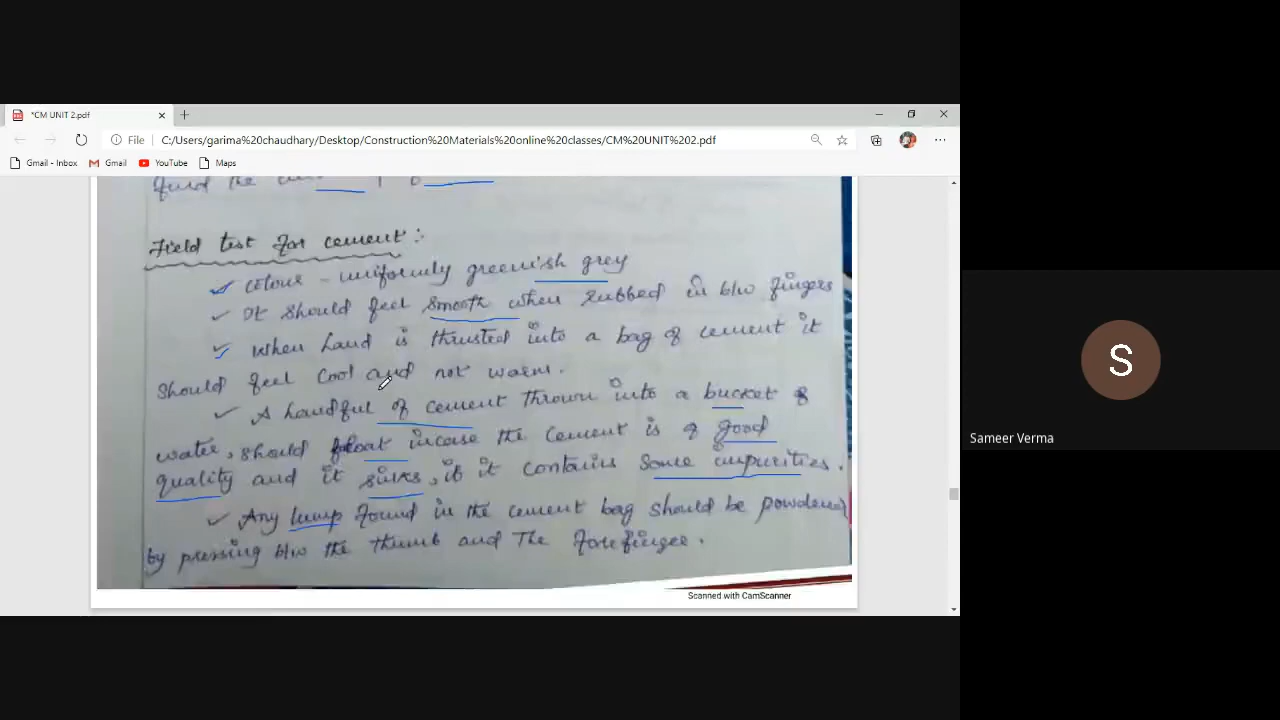 *CM UNIT 2.pdf
File C:/Users/garima%20chaudhary/Desktop/Construction%20Materials%20online%20classes/CM%20UNIT%202.pdf
Gmail - Inbox Gmail YouTube Maps
the
Field test for cement :-
Colour - uniformly greenish grey
It should feel smooth when rubbed in b/w fingers
When hand is thrusted into a bag of cement it
should feel cool and not warm.
A handful of cement thrown into a bucket of
water, should float incase the cement is of good
quality and it sinks, if it contains some impurities.
Any lump found in the cement bag should be powdered
by pressing b/w the thumb and The forefinger.
Scanned with CamScanner
S
Sameer Verma